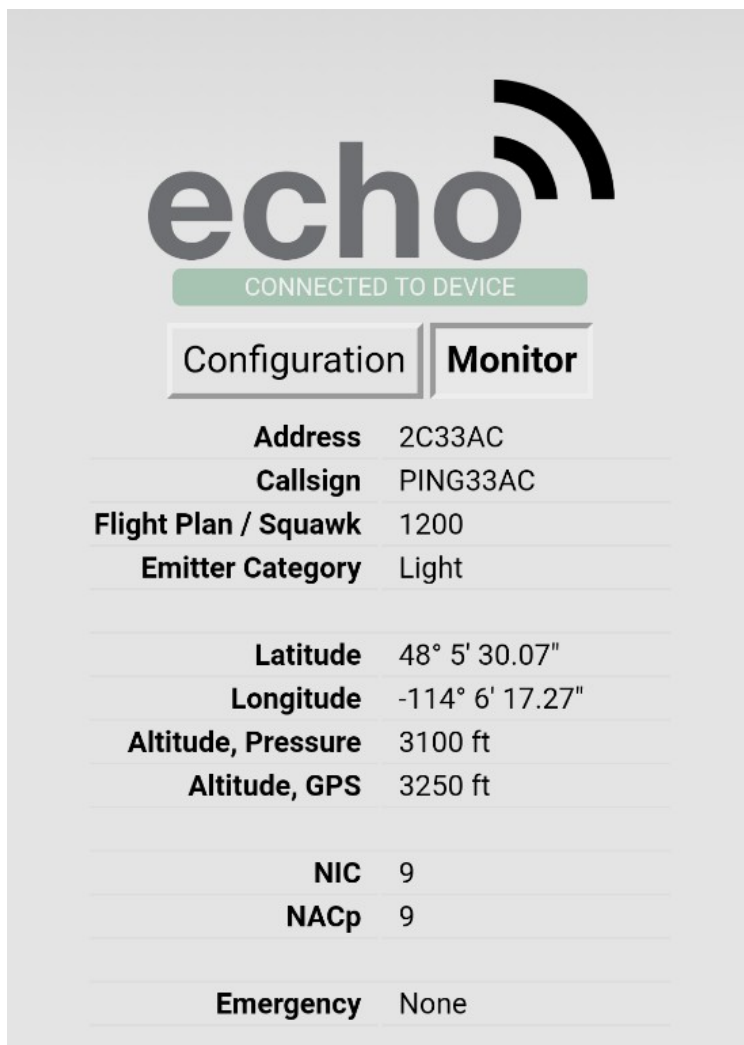 echo
CONNECTED TO DEVICE
Configuration Monitor
Address 2C33AC
Callsign PING33AC
Flight Plan / Squawk 1200
Emitter Category Light
Latitude 48° 5' 30.07"
Longitude -114° 6' 17.27"
Altitude, Pressure 3100 ft
Altitude, GPS 3250 ft
NIC 9
NACp 9
Emergency None